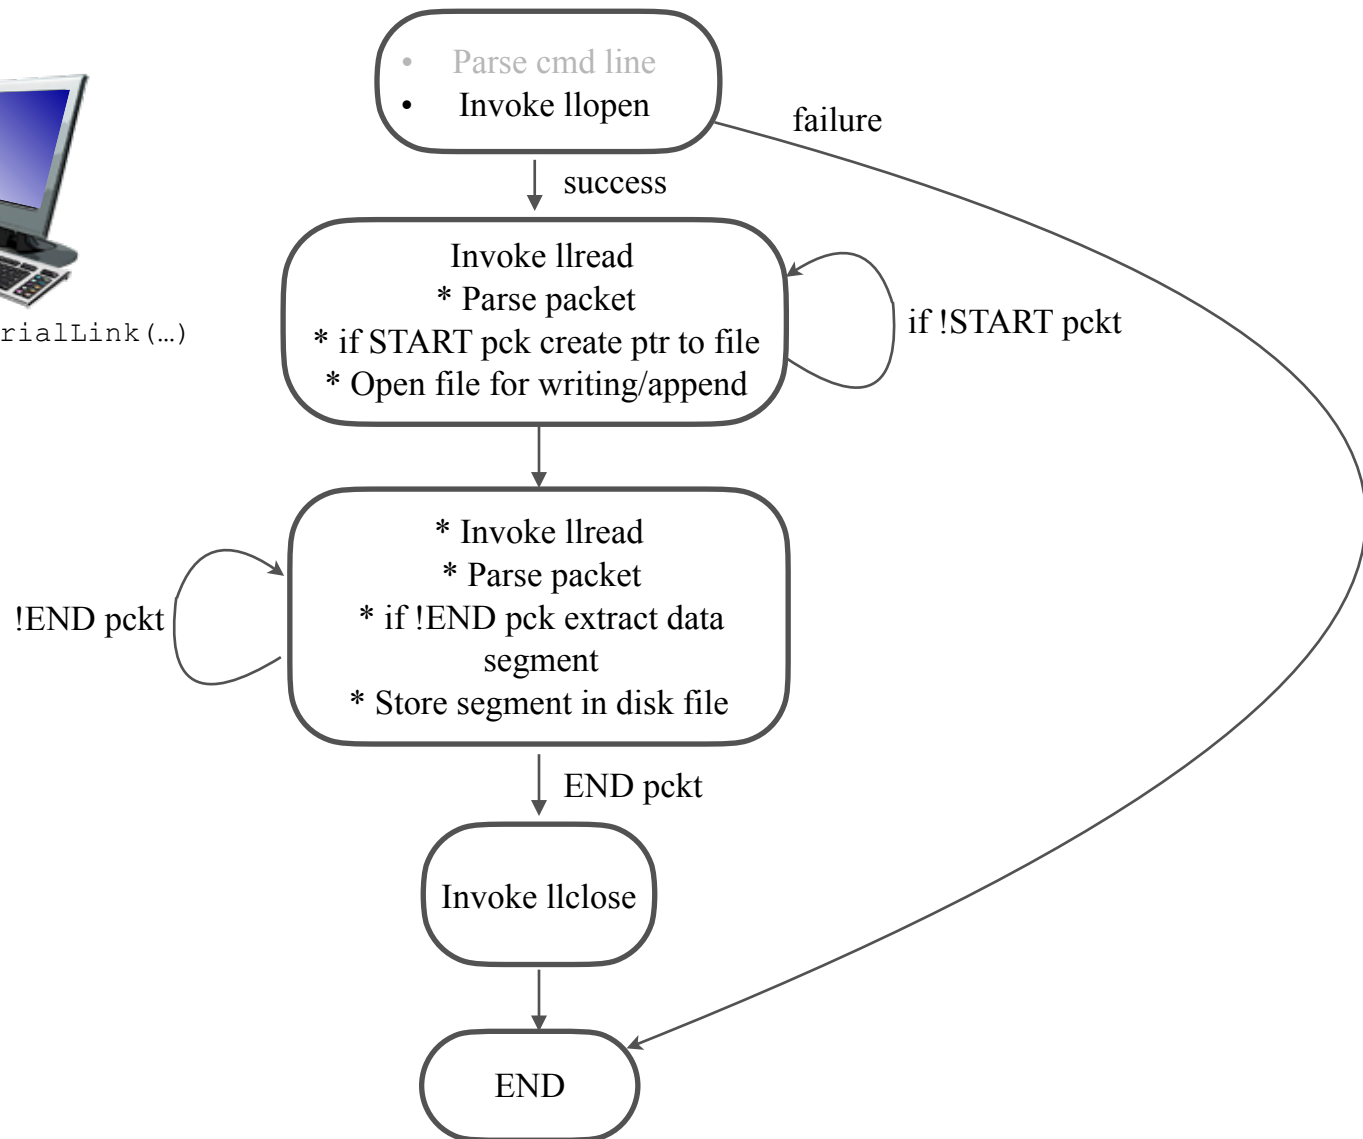 • Parse cmd line
• Invoke llopen
failure
success
Invoke llread
* Parse packet
* if START pck create ptr to file
* Open file for writing/append
if !START pckt
rialLink(…)
* Invoke llread
* Parse packet
* if !END pck extract data
segment
* Store segment in disk file
!END pckt
END pckt
Invoke llclose
END